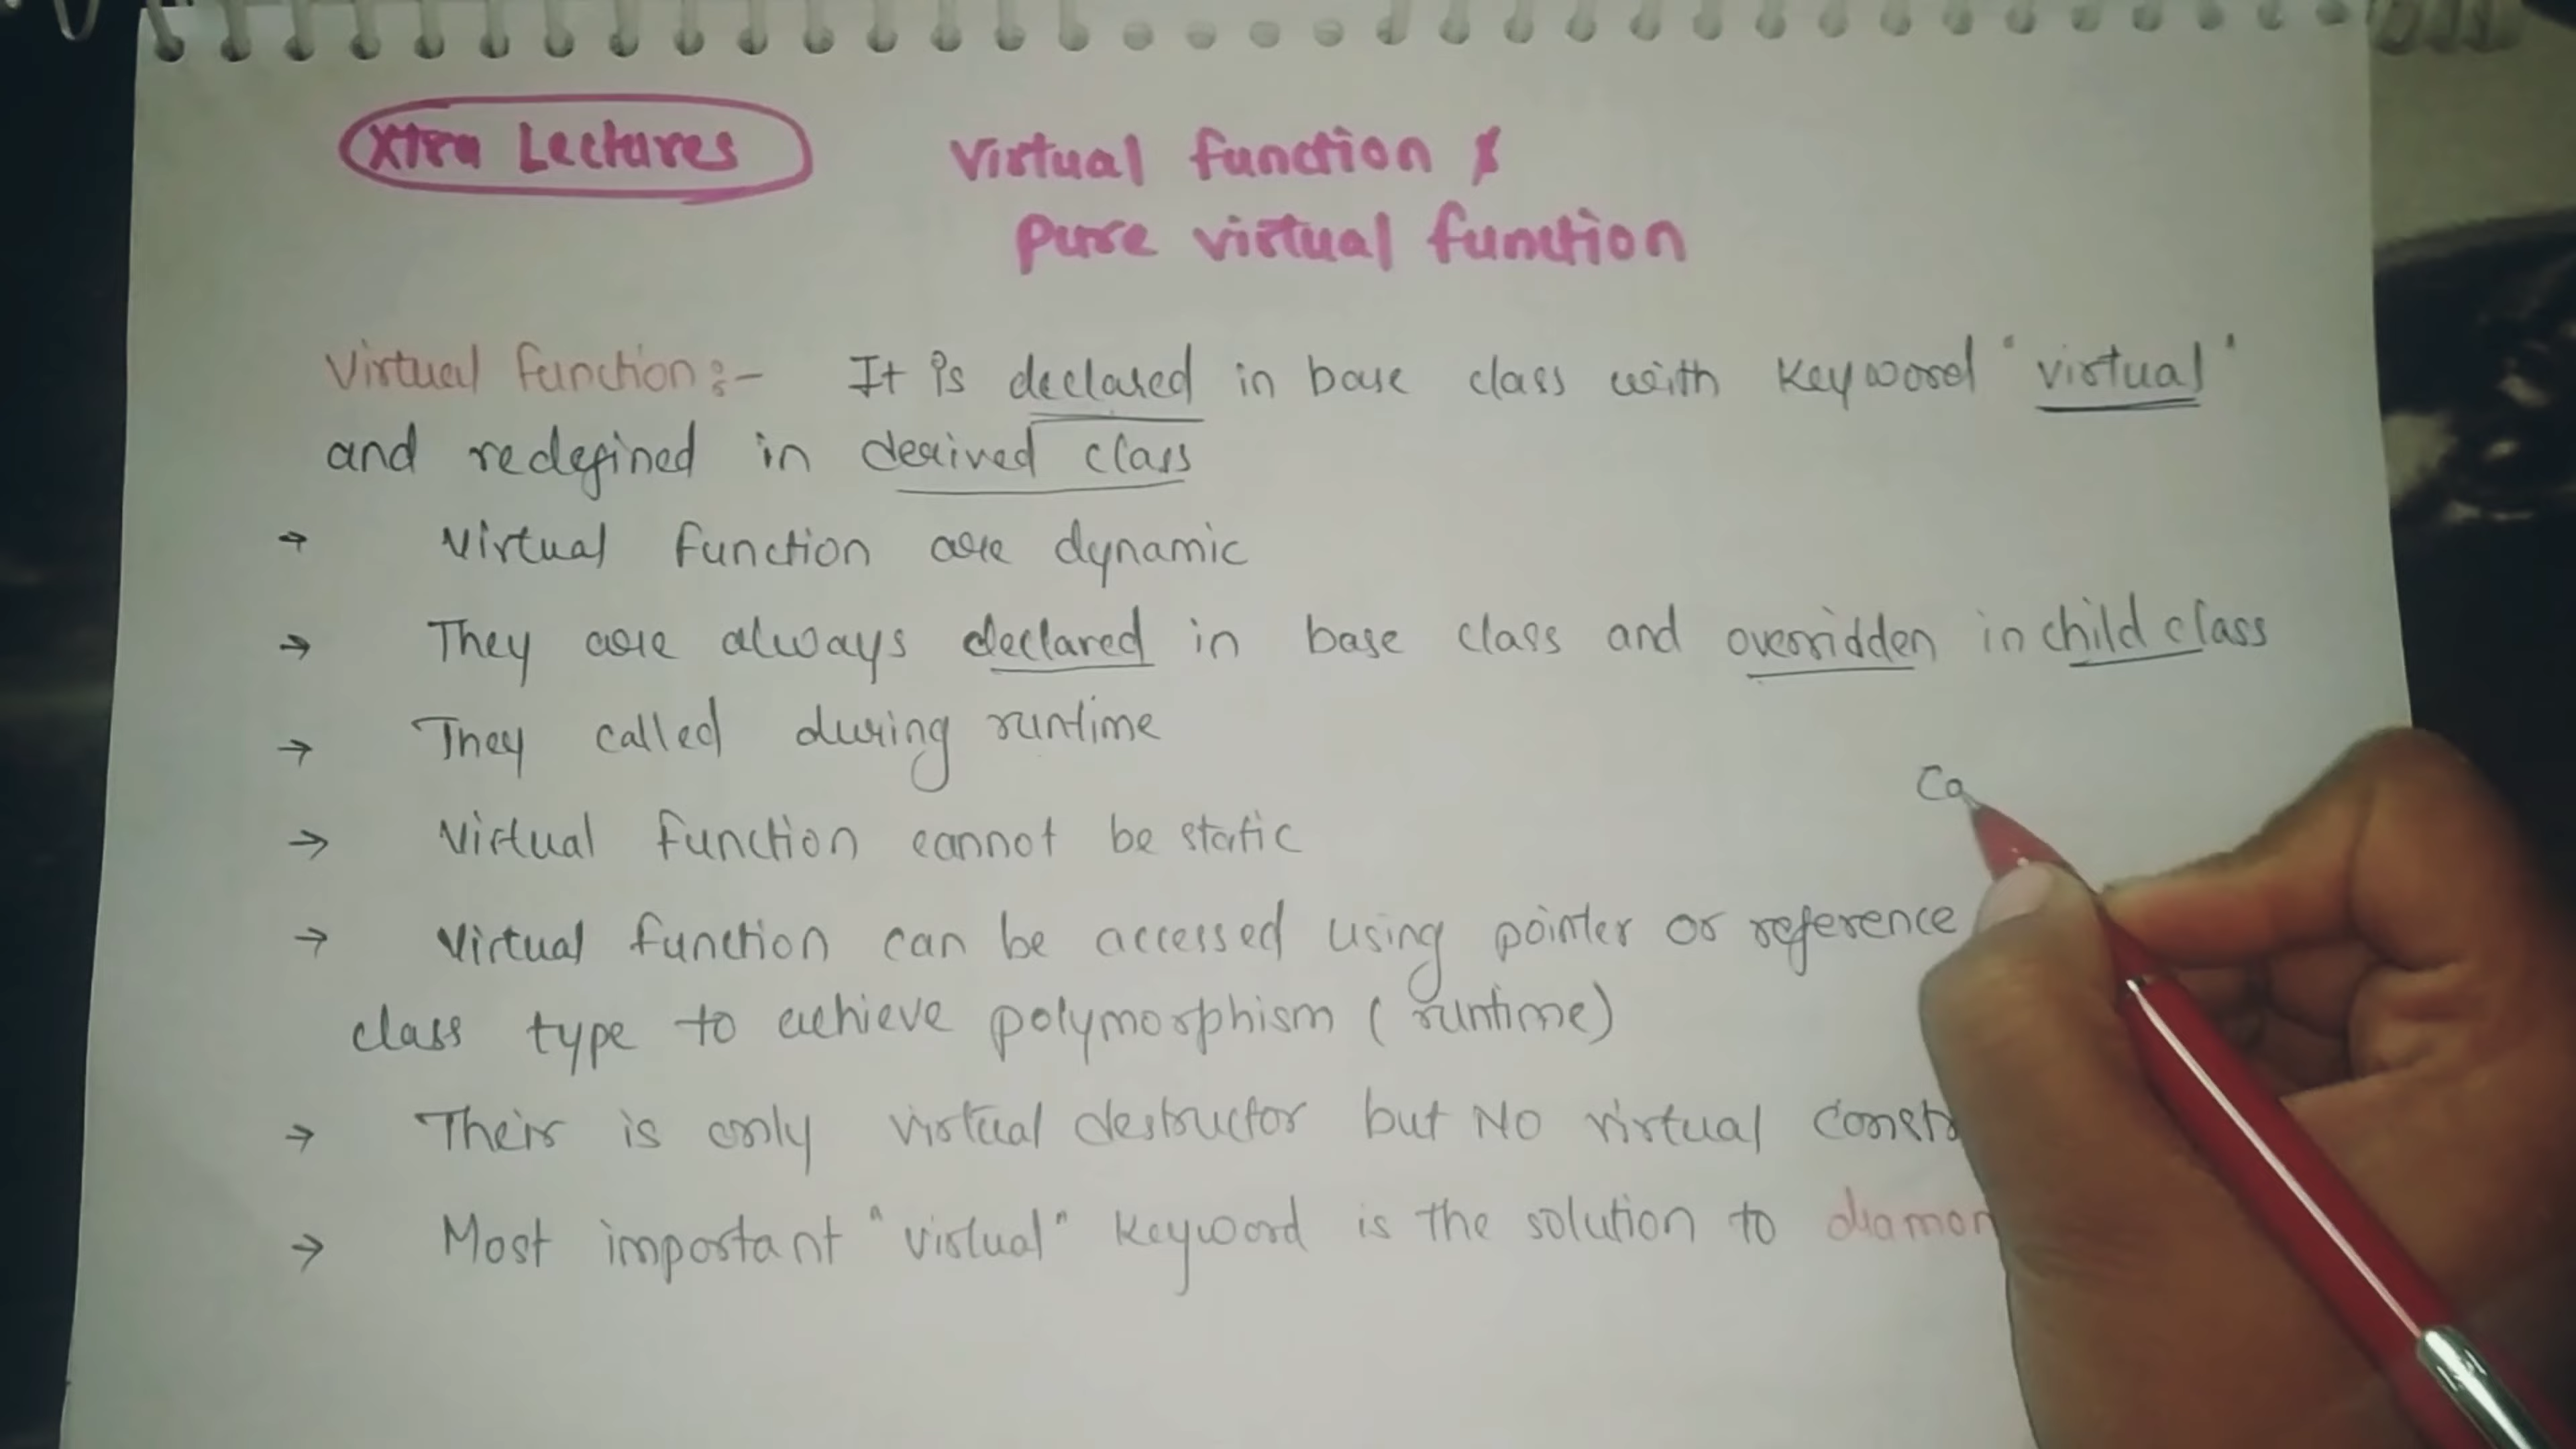 Xtra Lectures
Virtual function &
pure virtual function
Virtual function :- It is declared in base class with keyword "virtual"
and redefined in derived class
→ Virtual function are dynamic
→ They are always declared in base class and overridden in child class
→ They called during runtime
Ca
→ Virtual function cannot be static
→ Virtual function can be accessed using pointer or reference
class type to achieve polymorphism (runtime)
→ Their is only virtual destructor but NO virtual constr
→ Most important "virtual" keyword is the solution to diamon